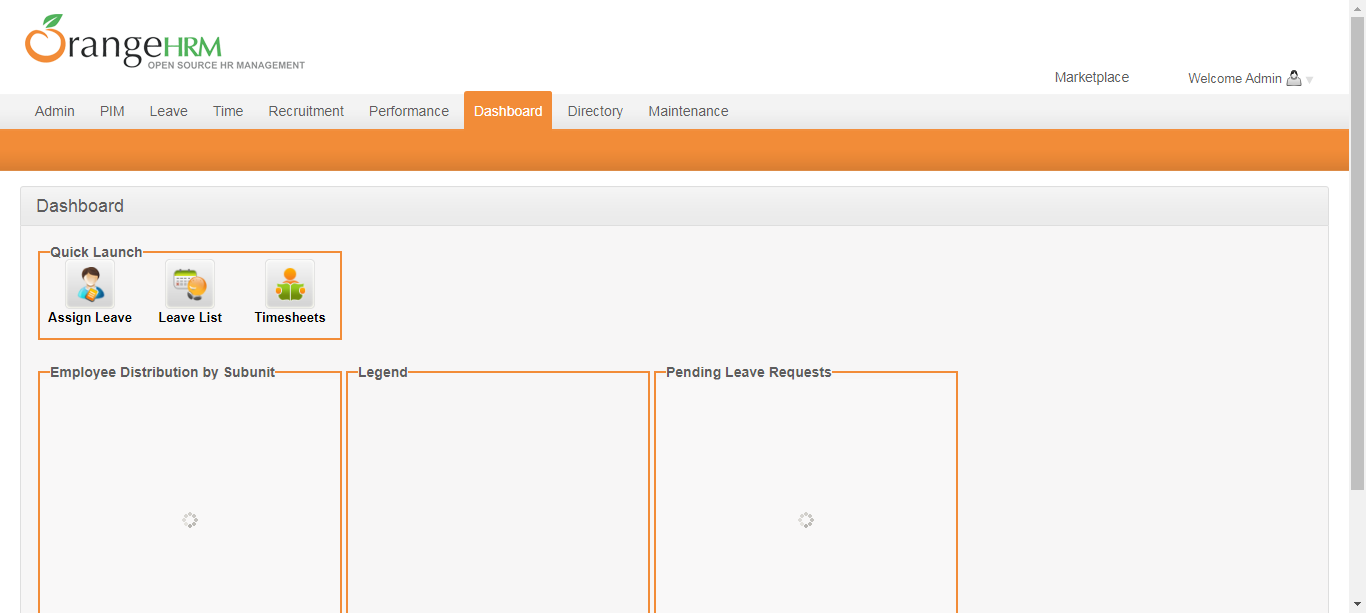 OrangeHRM
OPEN SOURCE HR MANAGEMENT
Marketplace Welcome Admin
Admin PIM Leave Time Recruitment Performance Dashboard Directory Maintenance
Dashboard
Quick Launch
Assign Leave Leave List Timesheets
Employee Distribution by Subunit Legend Pending Leave Requests